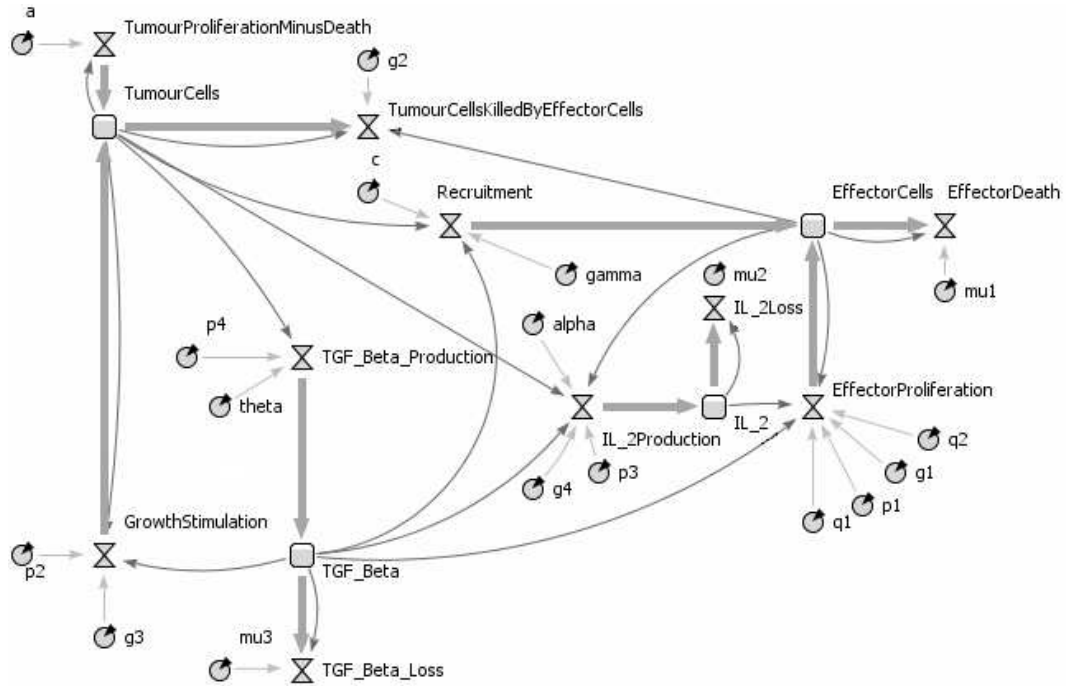 a
TumourProliferationMinusDeath
g2
TumourCells
TumourCellsKilledByEffectorCells
c
Recruitment
EffectorCells
EffectorDeath
gamma
mu2
mu1
IL_2Loss
alpha
p4
TGF_Beta_Production
theta
EffectorProliferation
IL_2
IL_2Production
q2
p3
g1
g4
p1
q1
GrowthStimulation
p2
TGF_Beta
g3
mu3
TGF_Beta_Loss